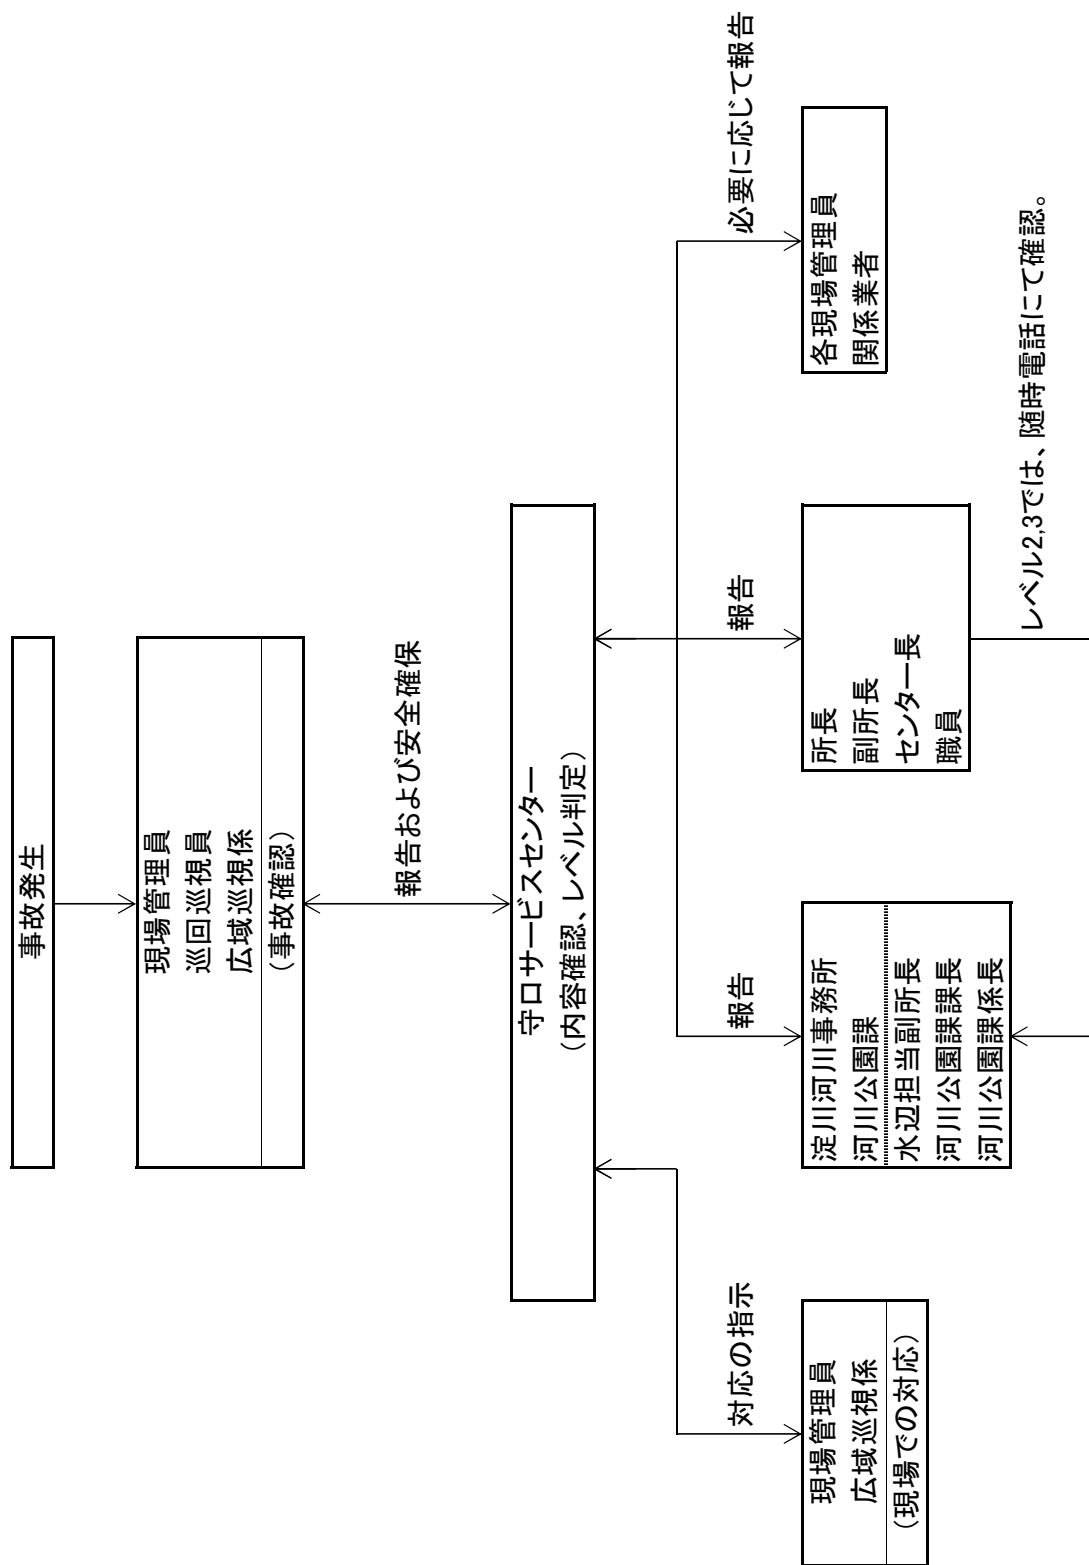 事故発生
現場管理員
巡回巡視員
広域巡視係
（事故確認）
報告および安全確保
守口サービスセンター
（内容確認、レベル判定）
対応の指示
報告
報告
必要に応じて報告
現場管理員
広域巡視係
（現場での対応）
淀川河川事務所
河川公園課
水辺担当副所長
河川公園課課長
河川公園課係長
所長
副所長
センター長
職員
各現場管理員
関係業者
レベル2,3では、随時電話にて確認。